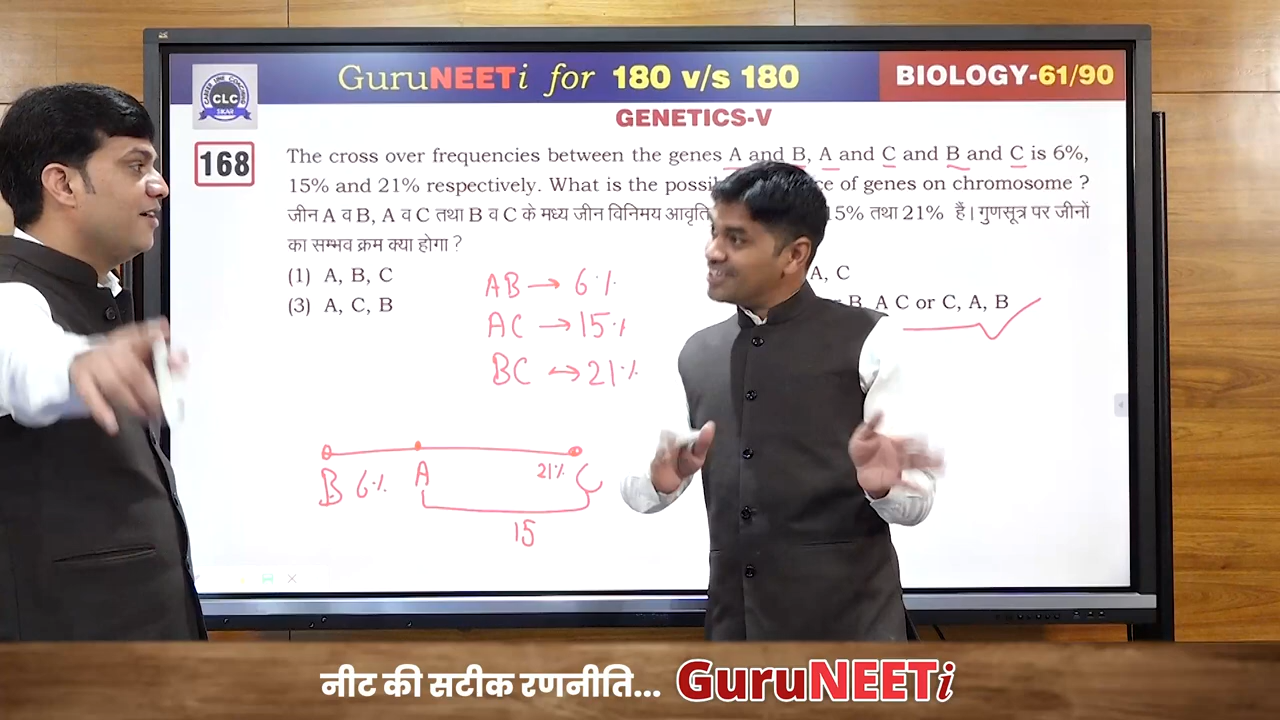 GuruNEETi for 180 v/s 180
BIOLOGY-61/90
CLC
SIKAR
GENETICS-V
168
The cross over frequencies between the genes A and B, A and C and B and C is 6%,
15% and 21% respectively. What is the possi ce of genes on chromosome ?
जीन A व B, A व C तथा B व C के मध्य जीन विनिमय आवृति 15% तथा 21% हैं। गुणसूत्र पर जीनों
का सम्भव क्रम क्या होगा ?
(1) A, B, C
A, C
(3) A, C, B
B, A C or C, A, B
AB → 6%
AC → 15%
BC ↔ 21%
B 6% A 21% C
15
नीट की सटीक रणनीति... GuruNEETi